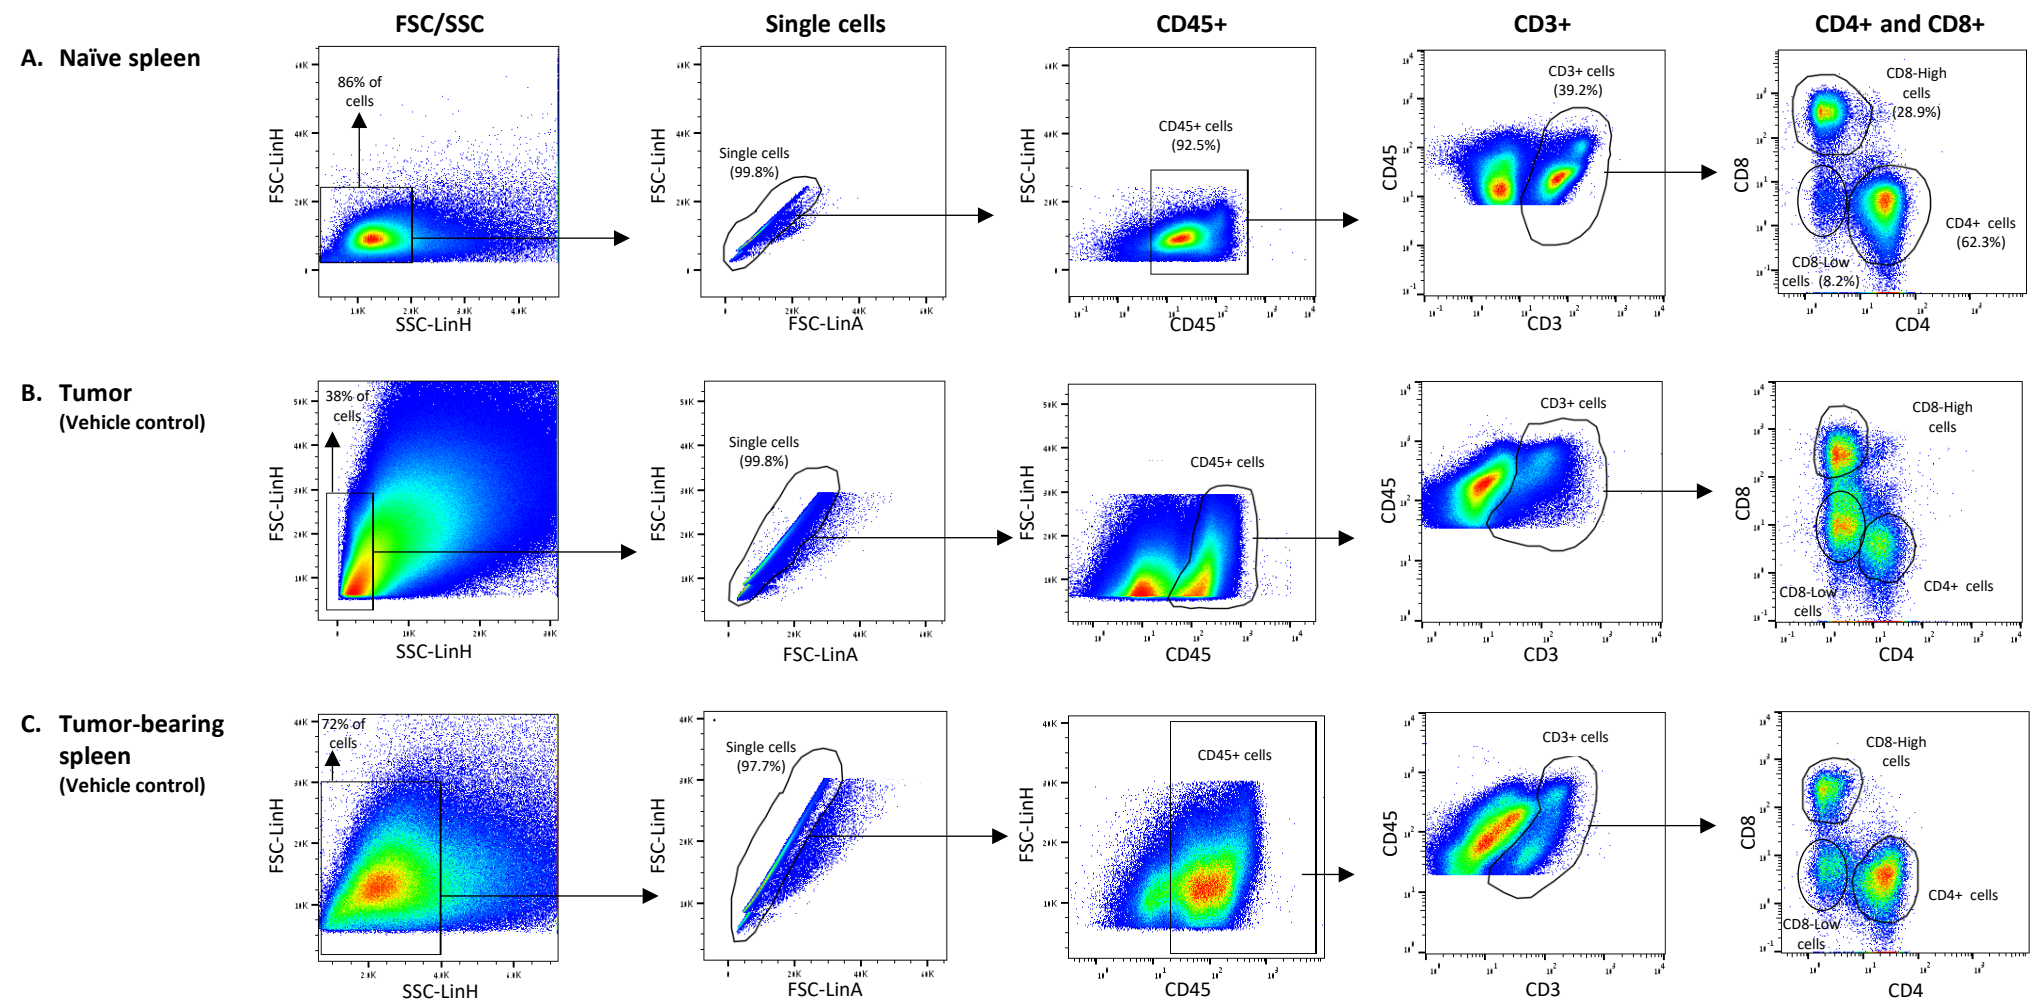 FSC/SSC
Single cells
CD45+
CD3+
CD4+ and CD8+
A. Naïve spleen
86% of
cells
FSC-LinH
SSC-LinH
Single cells
(99.8%)
FSC-LinH
FSC-LinA
CD45+ cells
(92.5%)
FSC-LinH
CD45
CD3+ cells
(39.2%)
CD45
CD3
CD8-High
cells
(28.9%)
CD4+ cells
(62.3%)
CD8-Low
cells (8.2%)
CD8
CD4
B. Tumor
(Vehicle control)
38% of
cells
FSC-LinH
SSC-LinH
Single cells
(99.8%)
FSC-LinH
FSC-LinA
CD45+ cells
FSC-LinH
CD45
CD3+ cells
CD45
CD3
CD8-High
cells
CD4+ cells
CD8-Low
cells
CD8
CD4
C. Tumor-bearing
spleen
(Vehicle control)
72% of
cells
FSC-LinH
SSC-LinH
Single cells
(97.7%)
FSC-LinH
FSC-LinA
CD45+ cells
FSC-LinH
CD45
CD3+ cells
CD45
CD3
CD8-High
cells
CD4+ cells
CD8-Low
cells
CD8
CD4